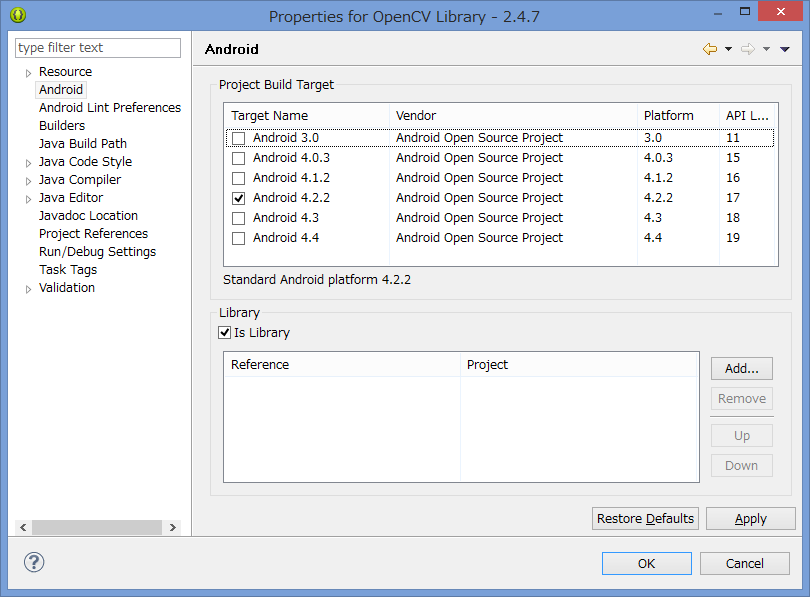 Properties for OpenCV Library - 2.4.7
type filter text
Resource
Android
Android Lint Preferences
Builders
Java Build Path
Java Code Style
Java Compiler
Java Editor
Javadoc Location
Project References
Run/Debug Settings
Task Tags
Validation
Android
Project Build Target
Target Name Vendor Platform API L...
Android 3.0 Android Open Source Project 3.0 11
Android 4.0.3 Android Open Source Project 4.0.3 15
Android 4.1.2 Android Open Source Project 4.1.2 16
Android 4.2.2 Android Open Source Project 4.2.2 17
Android 4.3 Android Open Source Project 4.3 18
Android 4.4 Android Open Source Project 4.4 19
Standard Android platform 4.2.2
Library
Is Library
Reference Project
Add...
Remove
Up
Down
Restore Defaults Apply
? OK Cancel